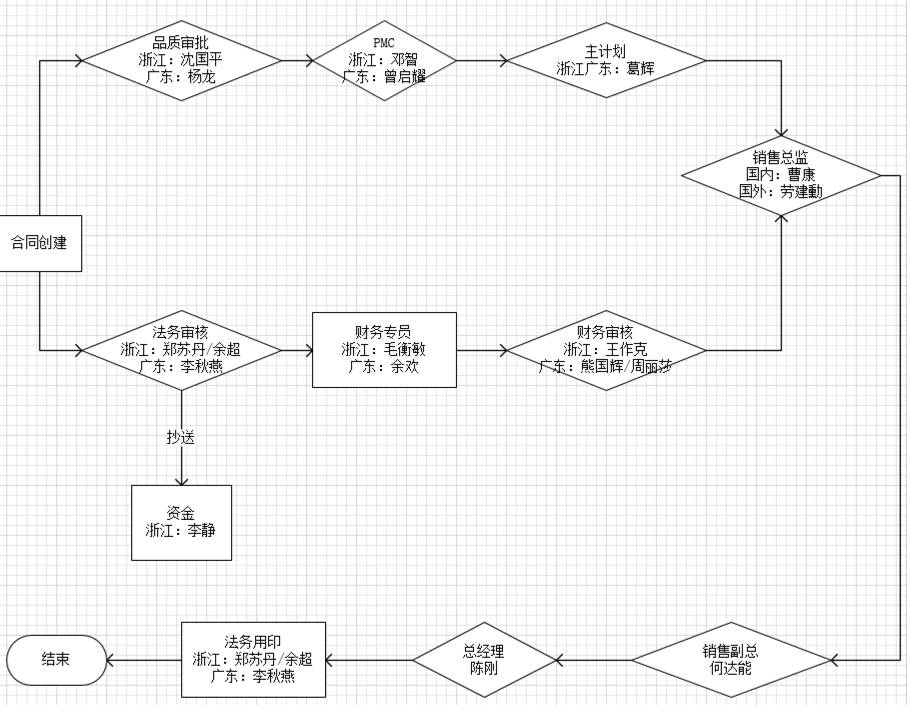 品质审批
浙江：沈国平
广东：杨龙
PMC
浙江：邓智
广东：曾启耀
主计划
浙江广东：葛辉
销售总监
国内：曹康
国外：劳建勳
合同创建
法务审核
浙江：郑苏丹/余超
广东：李秋燕
财务专员
浙江：毛衡敏
广东：余欢
财务审核
浙江：王作克
广东：熊国辉/周丽莎
抄送
资金
浙江：李静
结束
法务用印
浙江：郑苏丹/余超
广东：李秋燕
总经理
陈刚
销售副总
何达能